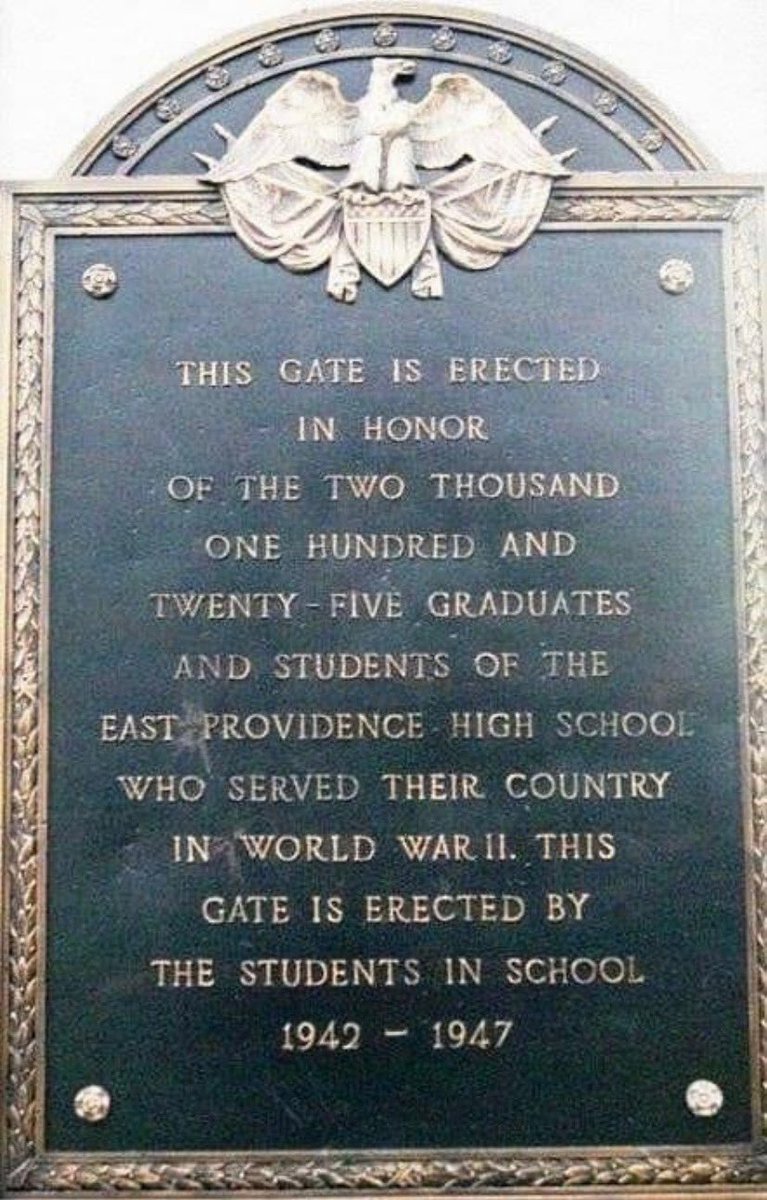 THIS GATE IS ERECTED
IN HONOR
OF THE TWO THOUSAND
ONE HUNDRED AND
TWENTY-FIVE GRADUATES
AND STUDENTS OF THE
EAST PROVIDENCE HIGH SCHOOL
WHO SERVED THEIR COUNTRY
IN WORLD WAR II. THIS
GATE IS ERECTED BY
THE STUDENTS IN SCHOOL
1942 - 1947